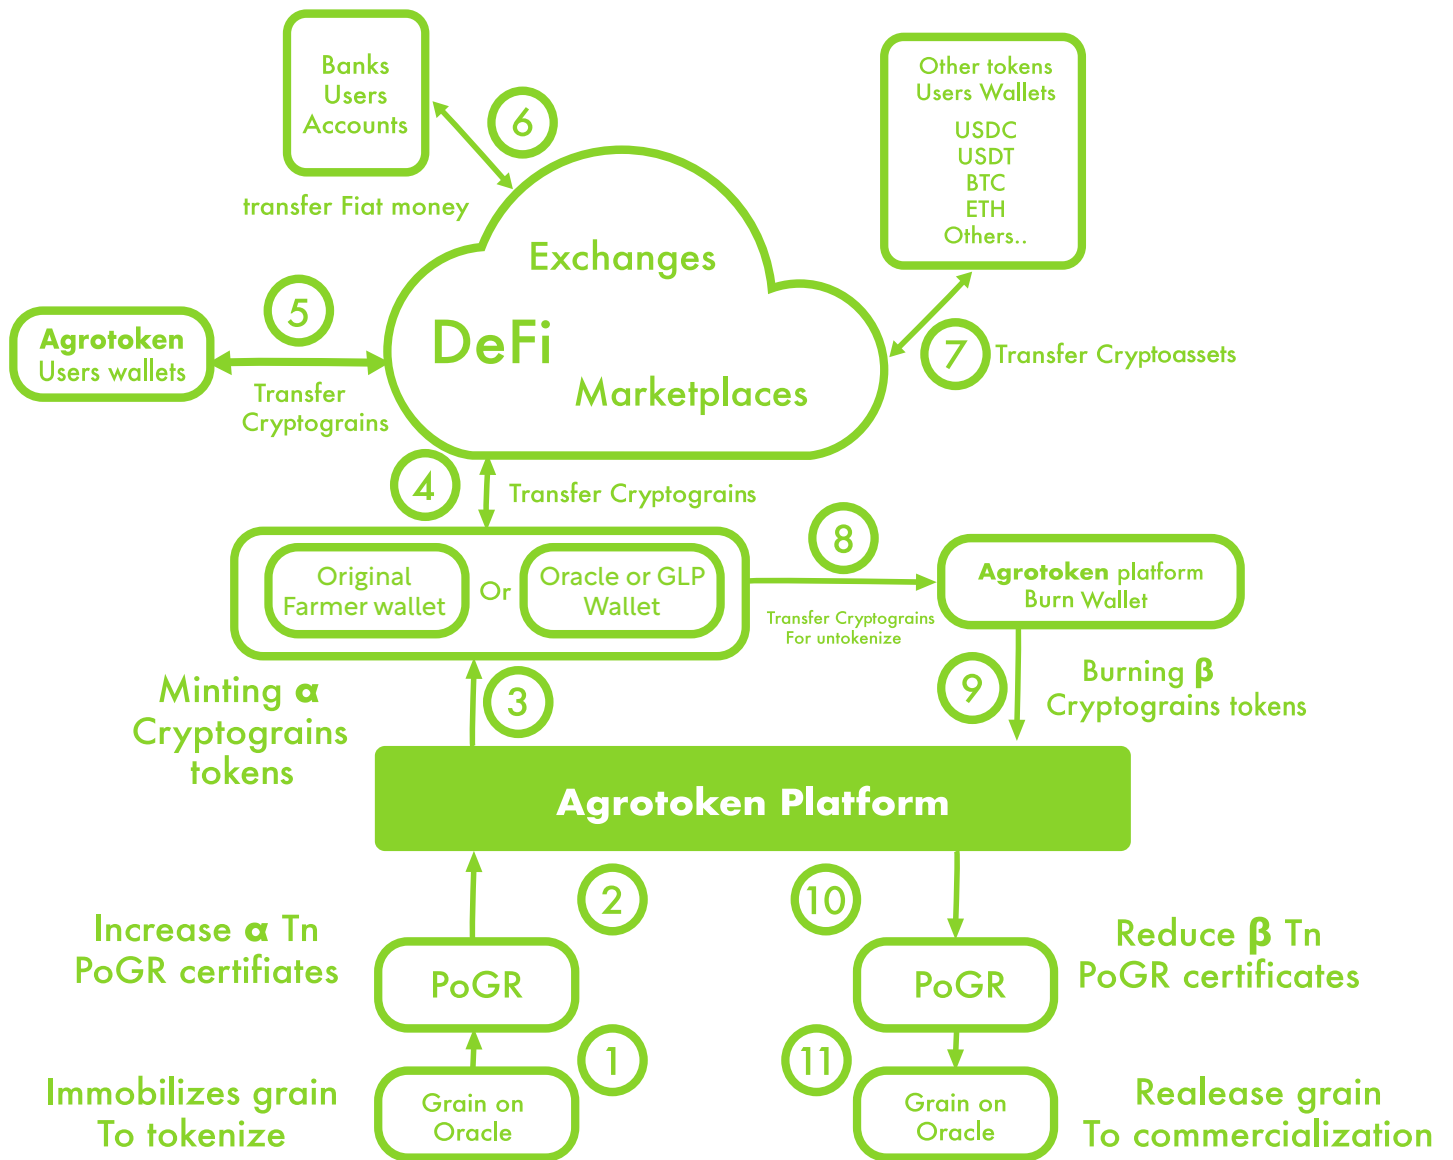 Banks
Users
Accounts
6
Other tokens
Users Wallets
USDC
USDT
BTC
ETH
Others..
transfer Fiat money
Exchanges
DeFi
Marketplaces
5
Agrotoken
Users wallets
Transfer
Cryptograins
7
Transfer Cryptoassets
4
Transfer Cryptograins
8
Original
Farmer wallet
Or
Oracle or GLP
Wallet
Transfer Cryptograins
For untokenize
Agrotoken platform
Burn Wallet
Minting α
Cryptograins
tokens
3
9
Burning β
Cryptograins tokens
Agrotoken Platform
2
10
Increase α Tn
PoGR certifiates
PoGR
PoGR
Reduce β Tn
PoGR certificates
1
11
Immobilizes grain
To tokenize
Grain on
Oracle
Grain on
Oracle
Realease grain
To commercialization